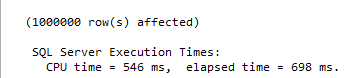 (1000000 row(s) affected)
SQL Server Execution Times:
CPU time = 546 ms,  elapsed time = 698 ms.